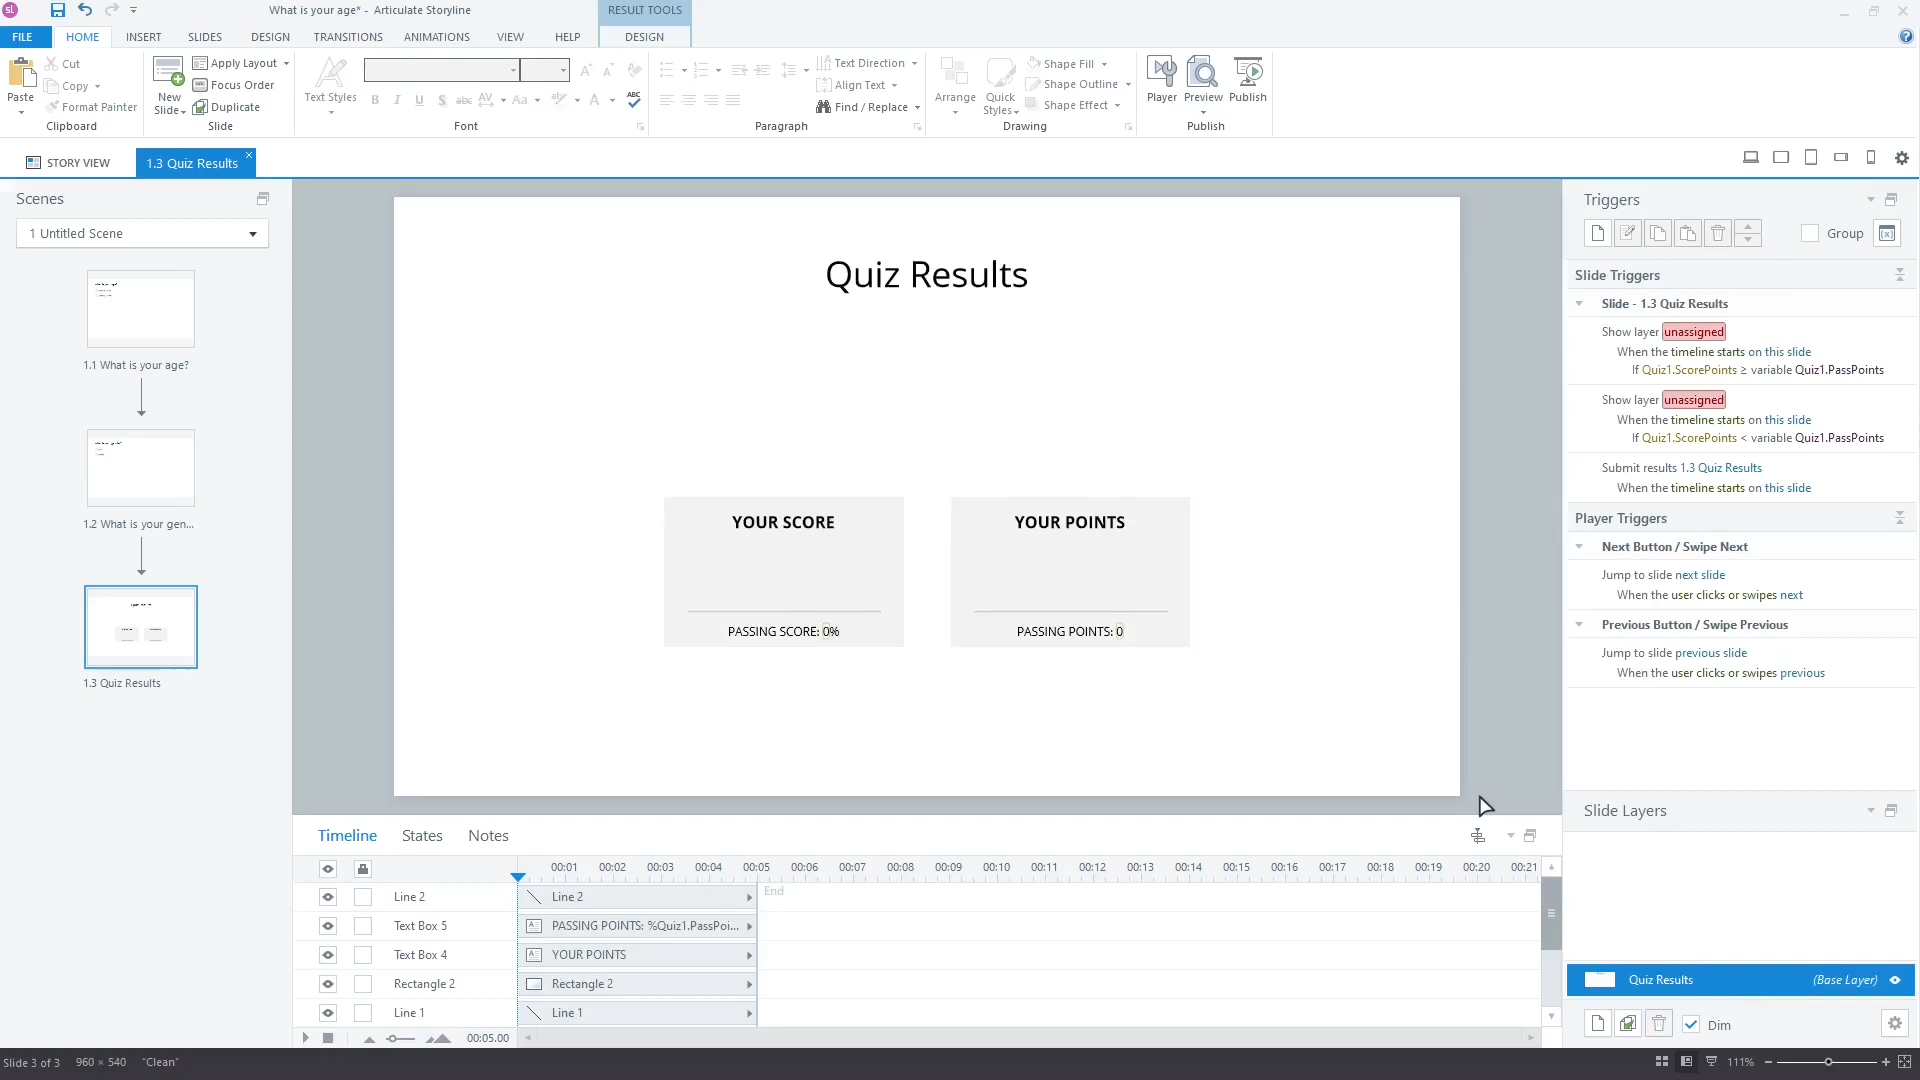 What is your age?* - Articulate Storyline
RESULT TOOLS
FILE HOME INSERT SLIDES DESIGN TRANSITIONS ANIMATIONS VIEW HELP DESIGN
Paste
Cut
Copy
Format Painter
Clipboard
New Slide
Apply Layout
Focus Order
Duplicate
Slide
Text Styles
B I U S abc AV Aa A ABC
Font
Text Direction
Align Text
Find / Replace
Paragraph
Arrange
Quick Styles
Shape Fill
Shape Outline
Shape Effect
Drawing
Player
Preview
Publish
Publish
STORY VIEW
1.3 Quiz Results
Scenes
1 Untitled Scene
1.1 What is your age?
1.2 What is your gen...
1.3 Quiz Results
Quiz Results
YOUR SCORE
PASSING SCORE: 0%
YOUR POINTS
PASSING POINTS: 0
Triggers
Group
Slide Triggers
Slide - 1.3 Quiz Results
Show layer unassigned
When the timeline starts on this slide
If Quiz1.ScorePoints ≥ variable Quiz1.PassPoints
Show layer unassigned
When the timeline starts on this slide
If Quiz1.ScorePoints < variable Quiz1.PassPoints
Submit results 1.3 Quiz Results
When the timeline starts on this slide
Player Triggers
Next Button / Swipe Next
Jump to slide next slide
When the user clicks or swipes next
Previous Button / Swipe Previous
Jump to slide previous slide
When the user clicks or swipes previous
Slide Layers
Quiz Results (Base Layer)
Dim
Timeline States Notes
00:01 00:02 00:03 00:04 00:05 00:06 00:07 00:08 00:09 00:10 00:11 00:12 00:13 00:14 00:15 00:16 00:17 00:18 00:19 00:20 00:21
End
Line 2 Line 2
Text Box 5 PASSING POINTS: %Quiz1.PassPoi...
Text Box 4 YOUR POINTS
Rectangle 2 Rectangle 2
Line 1 Line 1
00:05.00
Slide 3 of 3 960 × 540 "Clean"
111%